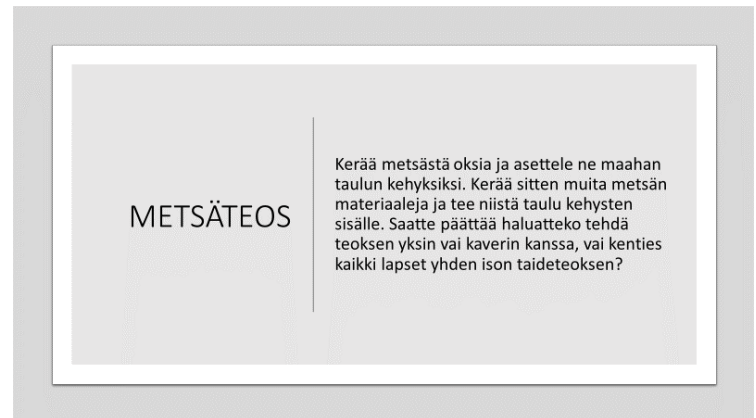 METSÄTEOS
Kerää metsästä oksia ja asettele ne maahan
taulun kehyksiksi. Kerää sitten muita metsän
materiaaleja ja tee niistä taulu kehysten
sisälle. Saatte päättää haluatteko tehdä
teoksen yksin vai kaverin kanssa, vai kenties
kaikki lapset yhden ison taideteoksen?